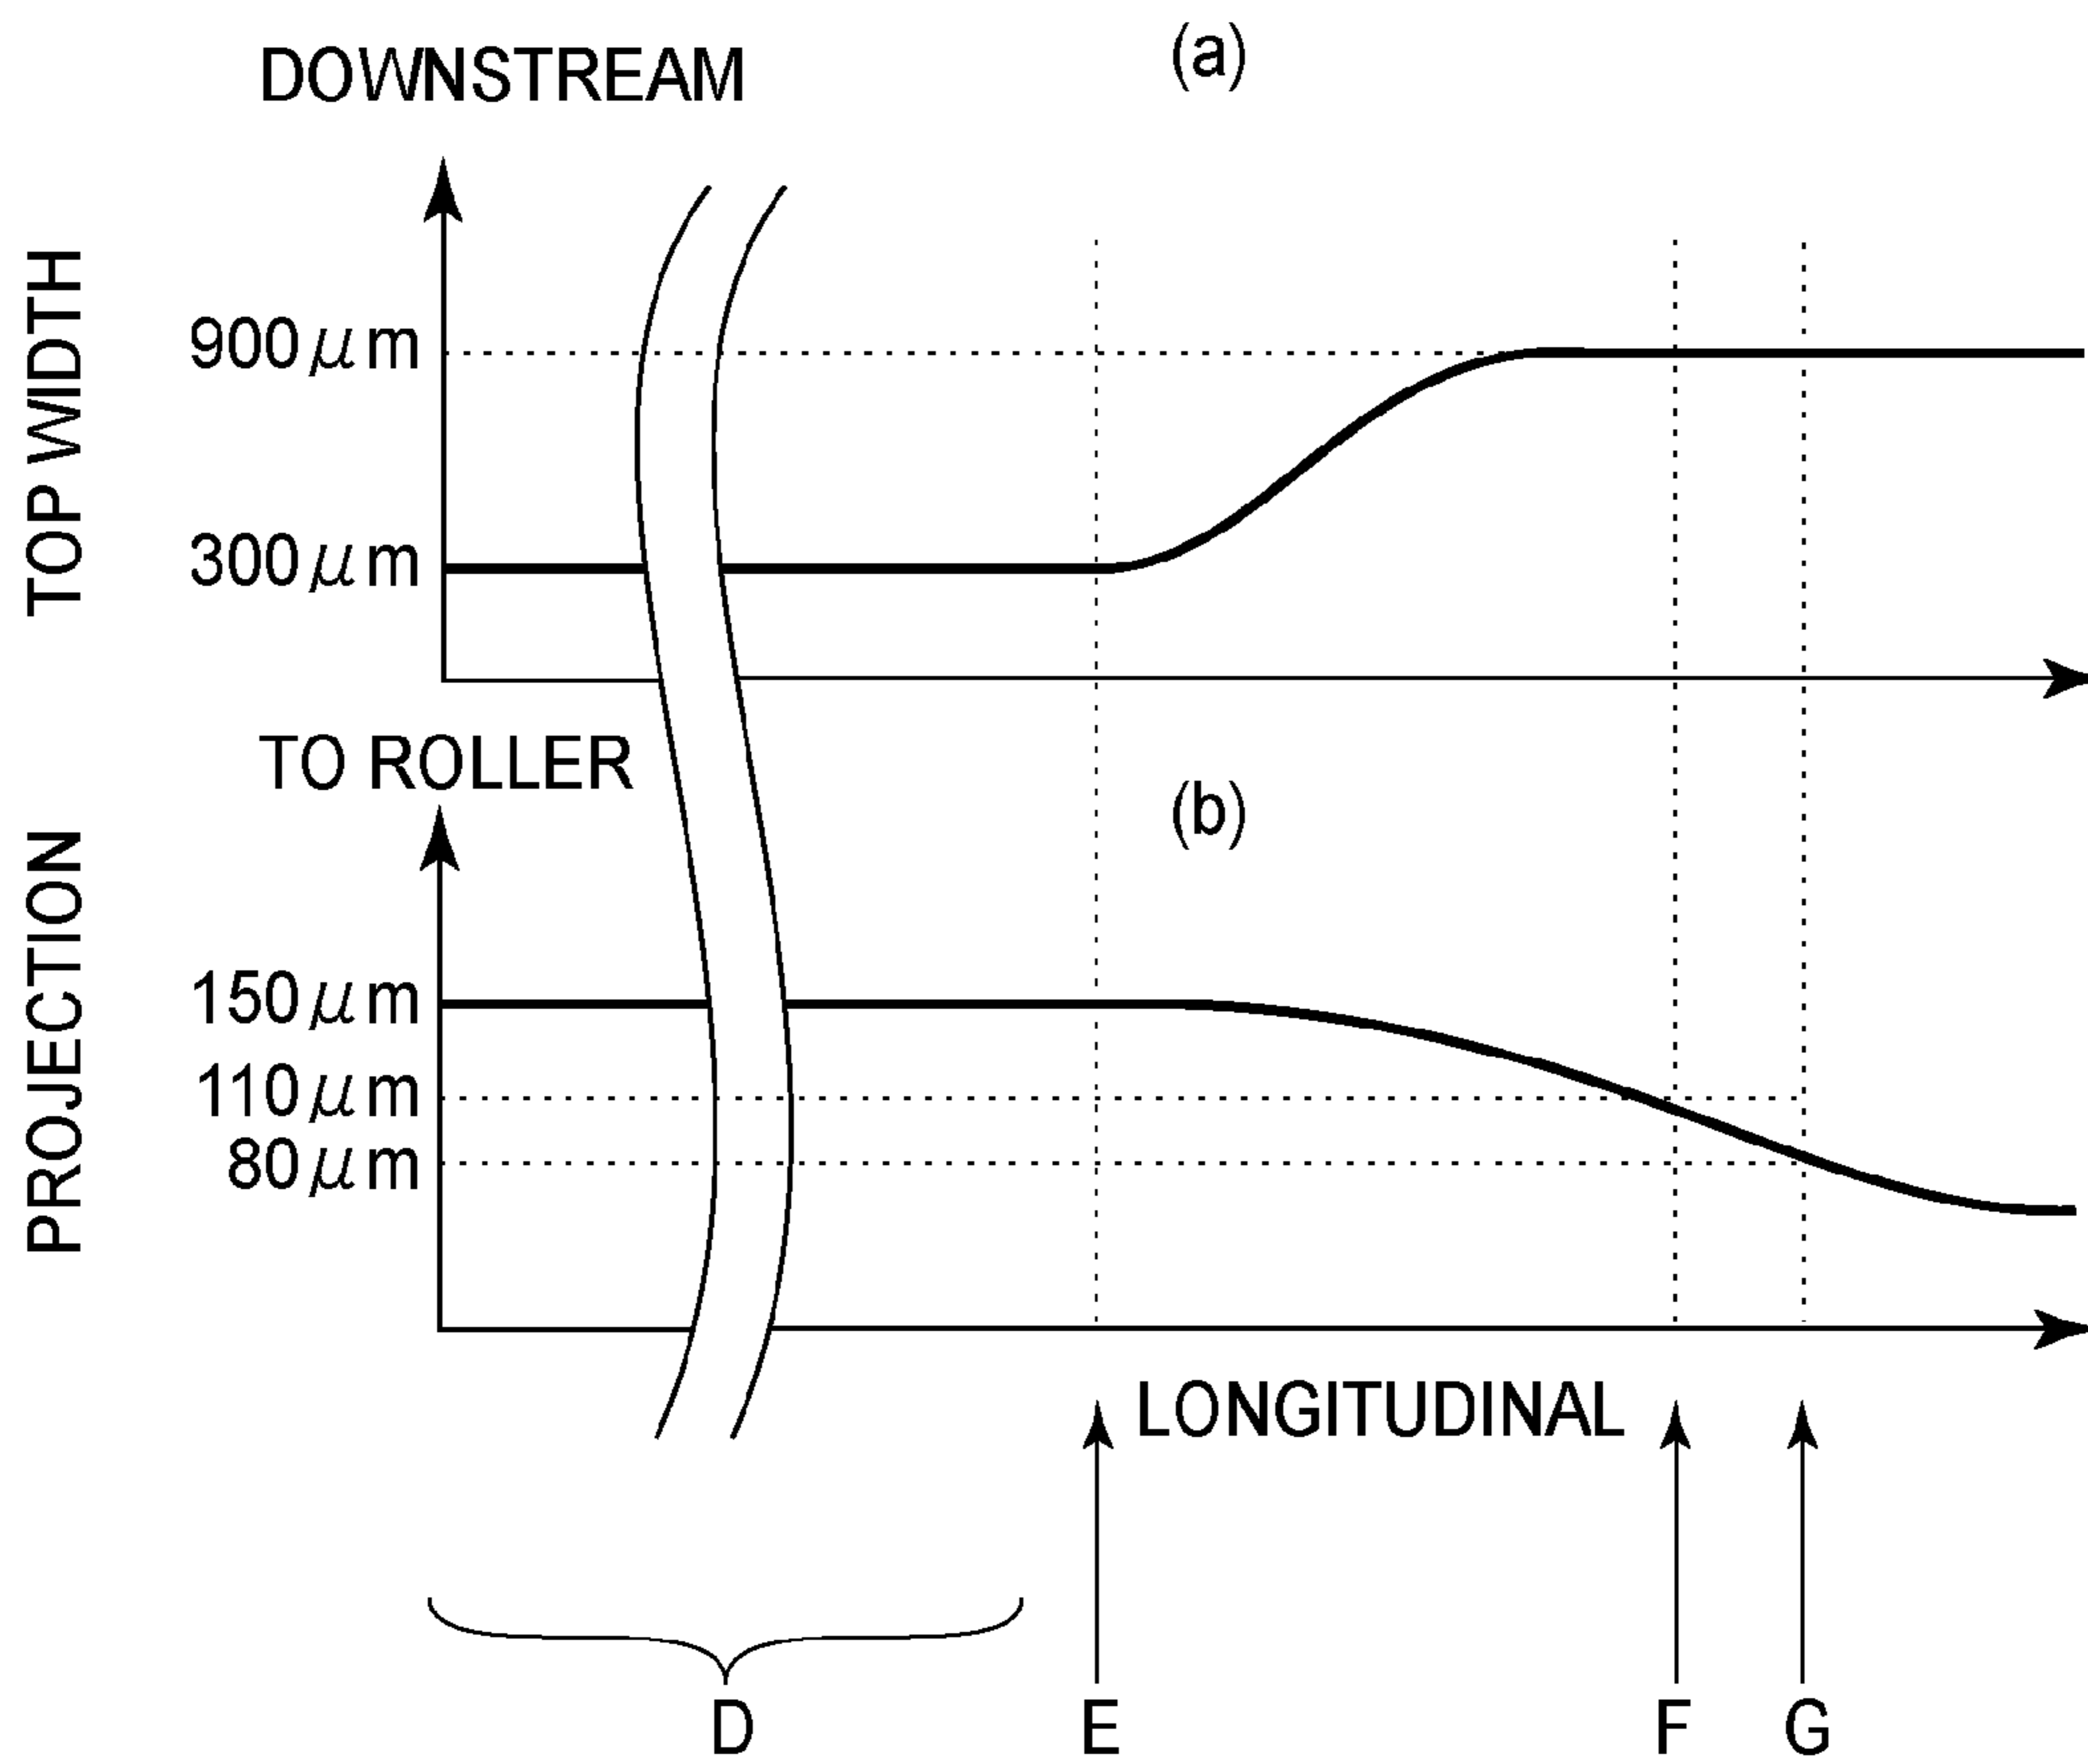 (a)
DOWNSTREAM
TOP WIDTH
900μm
300μm
TO ROLLER
(b)
PROJECTION
150μm
110μm
80μm
LONGITUDINAL
D
E
F
G